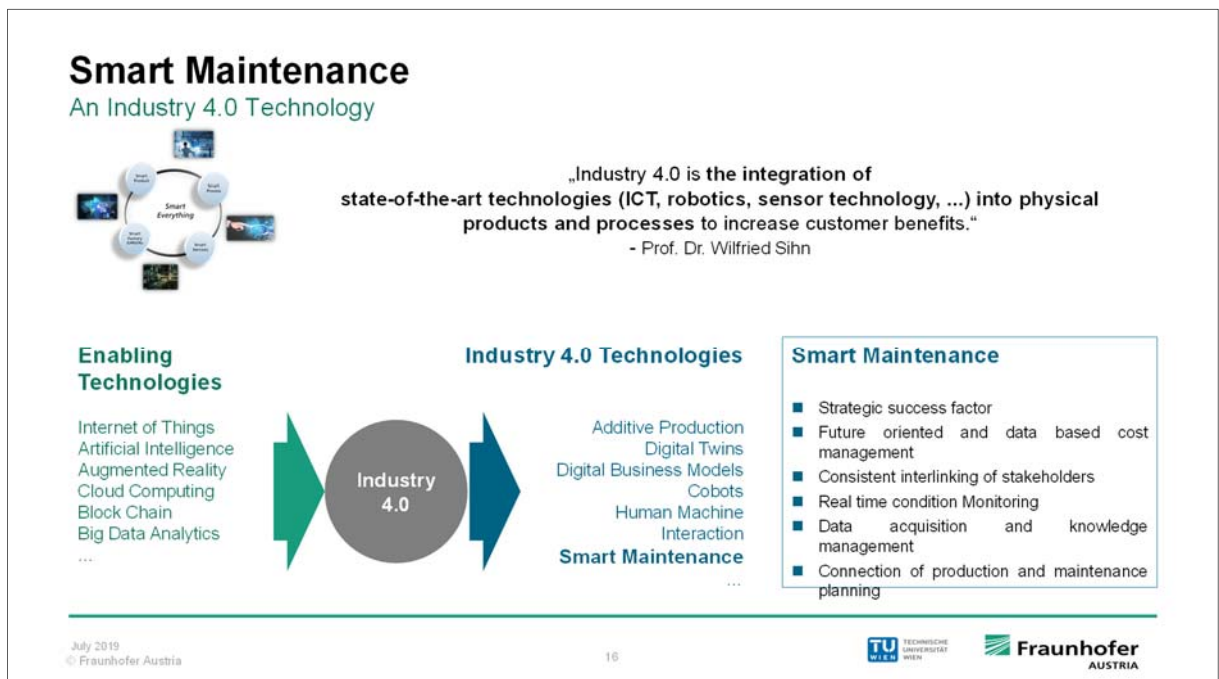 Smart Maintenance
An Industry 4.0 Technology
Smart
Product
Smart
Process
Smart
Everything
Smart
Services
„Industry 4.0 is the integration of
state-of-the-art technologies (ICT, robotics, sensor technology, ...) into physical
products and processes to increase customer benefits.“
- Prof. Dr. Wilfried Sihn
Enabling
Technologies
Internet of Things
Artificial Intelligence
Augmented Reality
Cloud Computing
Block Chain
Big Data Analytics
...
Industry
4.0
Industry 4.0 Technologies
Additive Production
Digital Twins
Digital Business Models
Cobots
Human Machine
Interaction
Smart Maintenance
...
Smart Maintenance
Strategic success factor
Future oriented and data based cost
management
Consistent interlinking of stakeholders
Real time condition Monitoring
Data acquisition and knowledge
management
Connection of production and maintenance
planning
July 2019
© Fraunhofer Austria
16
TU
WIEN
TECHNISCHE
UNIVERSITÄT
WIEN
Fraunhofer
AUSTRIA